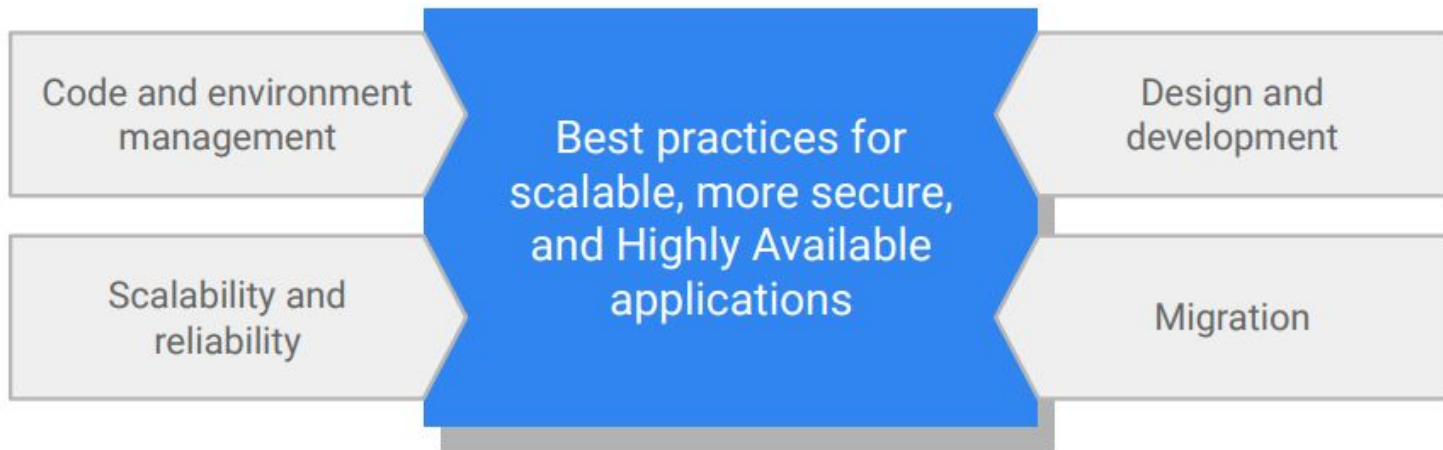 Code and environment
management
Scalability and
reliability
Best practices for
scalable, more secure,
and Highly Available
applications
Design and
development
Migration